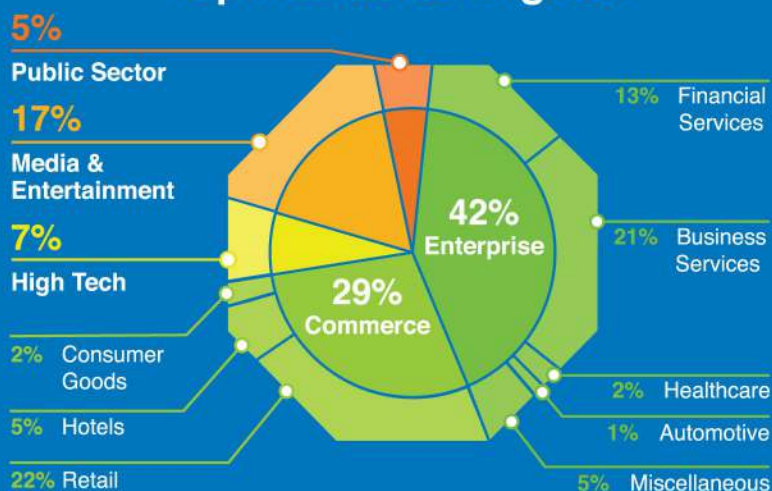 5%
Public Sector
17%
Media &
Entertainment
7%
High Tech
2% Consumer
Goods
5% Hotels
22% Retail
42%
Enterprise
29%
Commerce
13% Financial
Services
21% Business
Services
2% Healthcare
1% Automotive
5% Miscellaneous